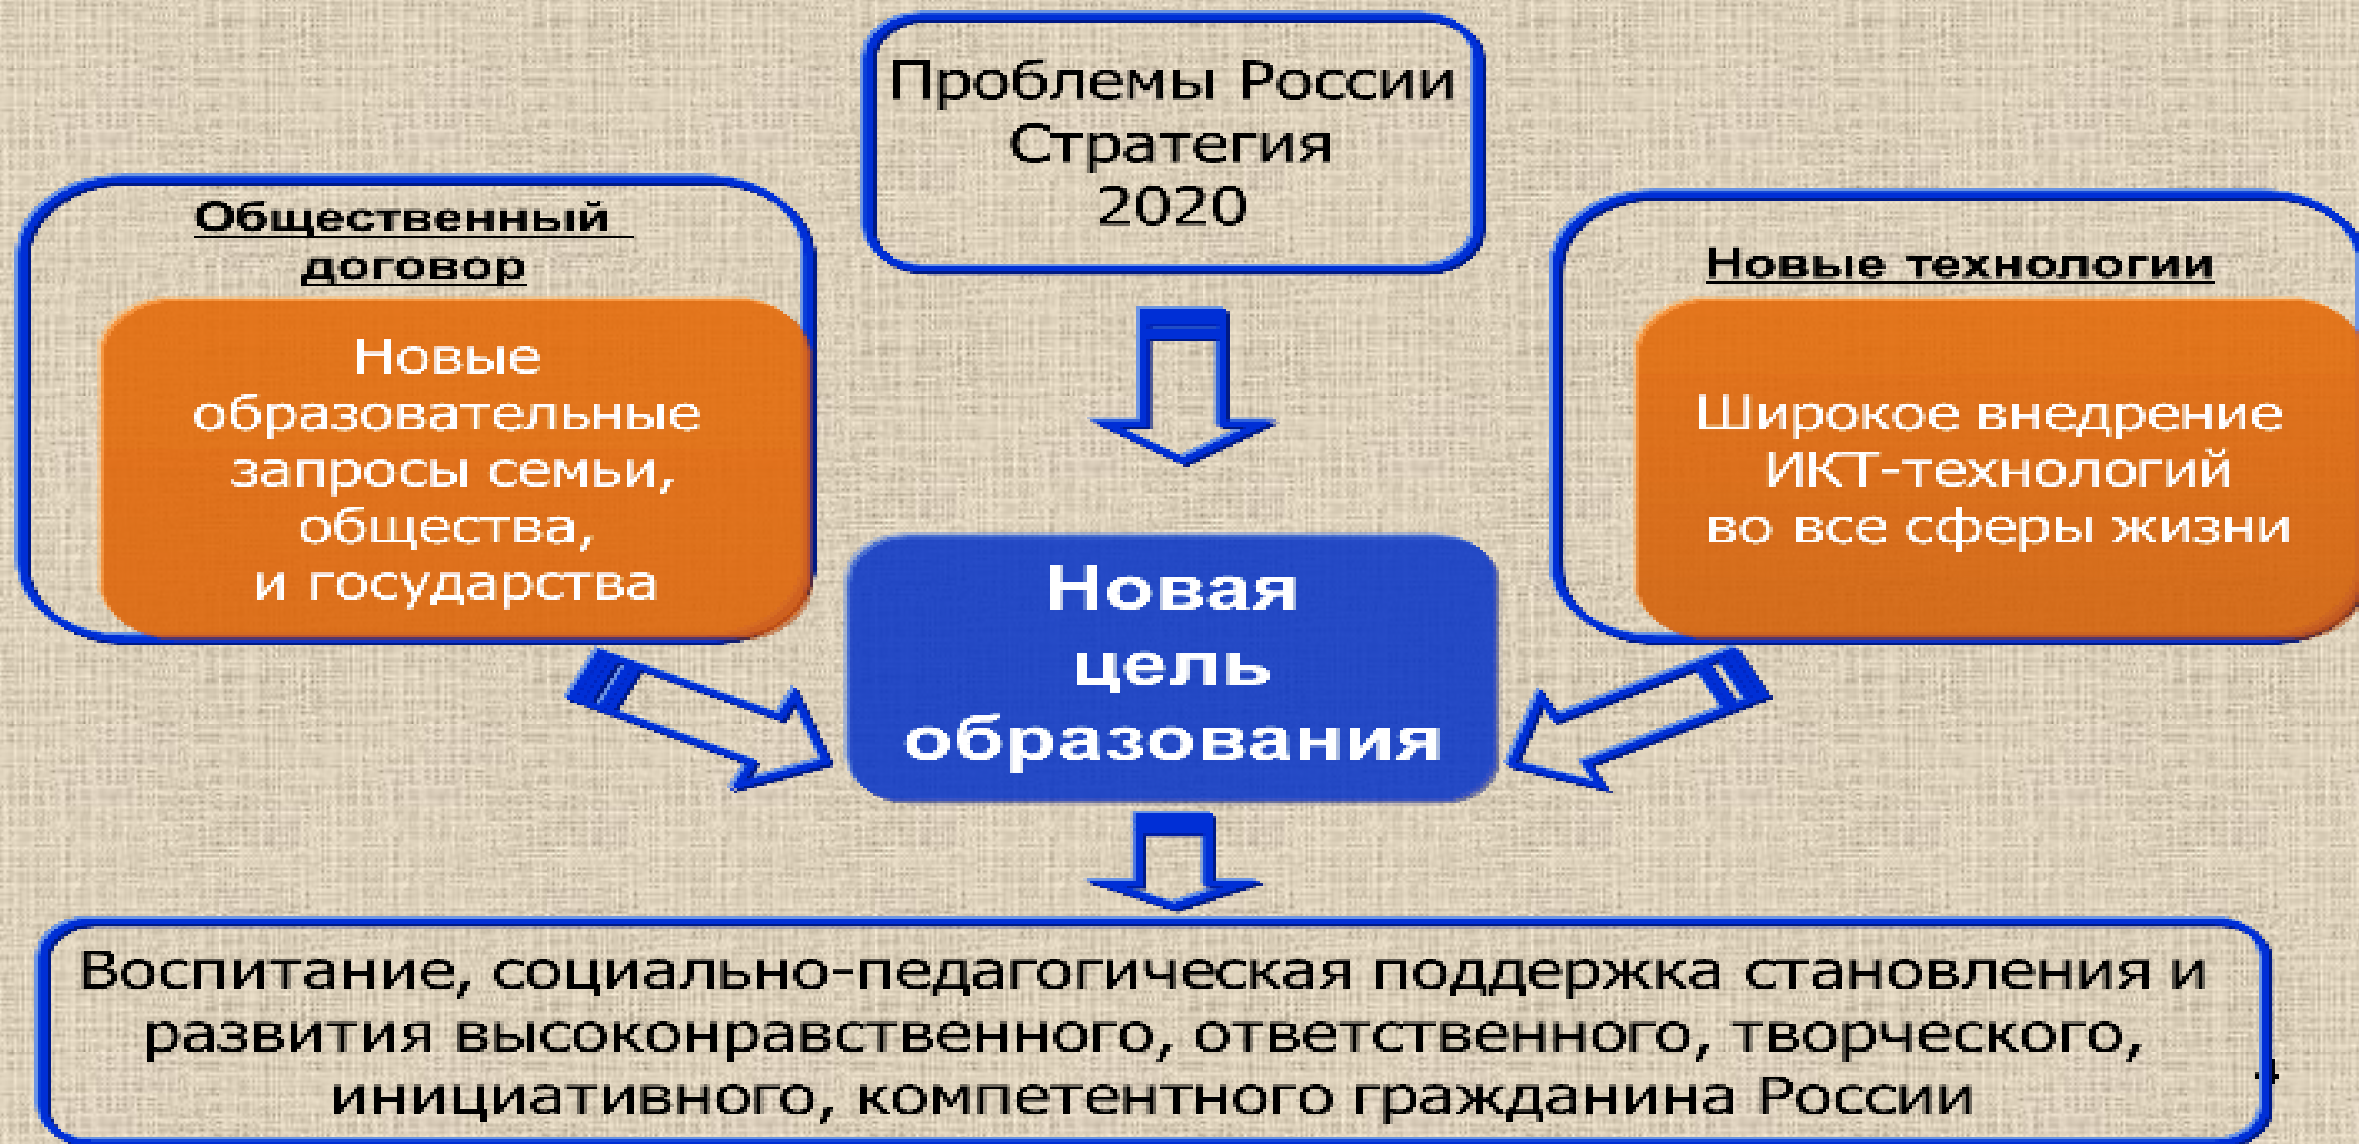 Проблемы России
Стратегия
2020
Общественный
договор
Новые
образовательные
запросы семьи,
общества,
и государства
Новые технологии
Широкое внедрение
ИКТ-технологий
во все сферы жизни
Новая
цель
образования
Воспитание, социально-педагогическая поддержка становления и
развития высоконравственного, ответственного, творческого,
инициативного, компетентного гражданина России
4